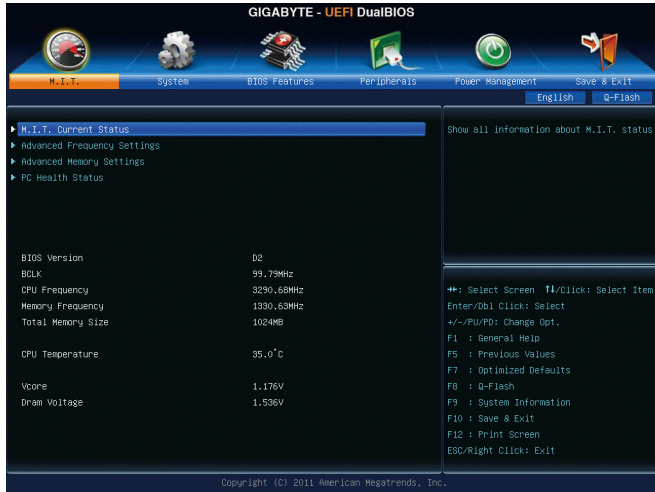 GIGABYTE - UEFI DualBIOS
M.I.T.
System
BIOS Features
Peripherals
Power Management
Save & Exit
English
Q-Flash
M.I.T. Current Status
Advanced Frequency Settings
Advanced Memory Settings
PC Health Status
Show all information about M.I.T. status
BIOS Version D2
BCLK 99.79MHz
CPU Frequency 3290.68MHz
Memory Frequency 1330.63MHz
Total Memory Size 1024MB
CPU Temperature 35.0°C
Vcore 1.176V
Dram Voltage 1.536V
→←: Select Screen ↑↓/Click: Select Item
Enter/Dbl Click: Select
+/-/PU/PD: Change Opt.
F1 : General Help
F5 : Previous Values
F7 : Optimized Defaults
F8 : Q-Flash
F9 : System Information
F10 : Save & Exit
F12 : Print Screen
ESC/Right Click: Exit
Copyright (C) 2011 American Megatrends, Inc.